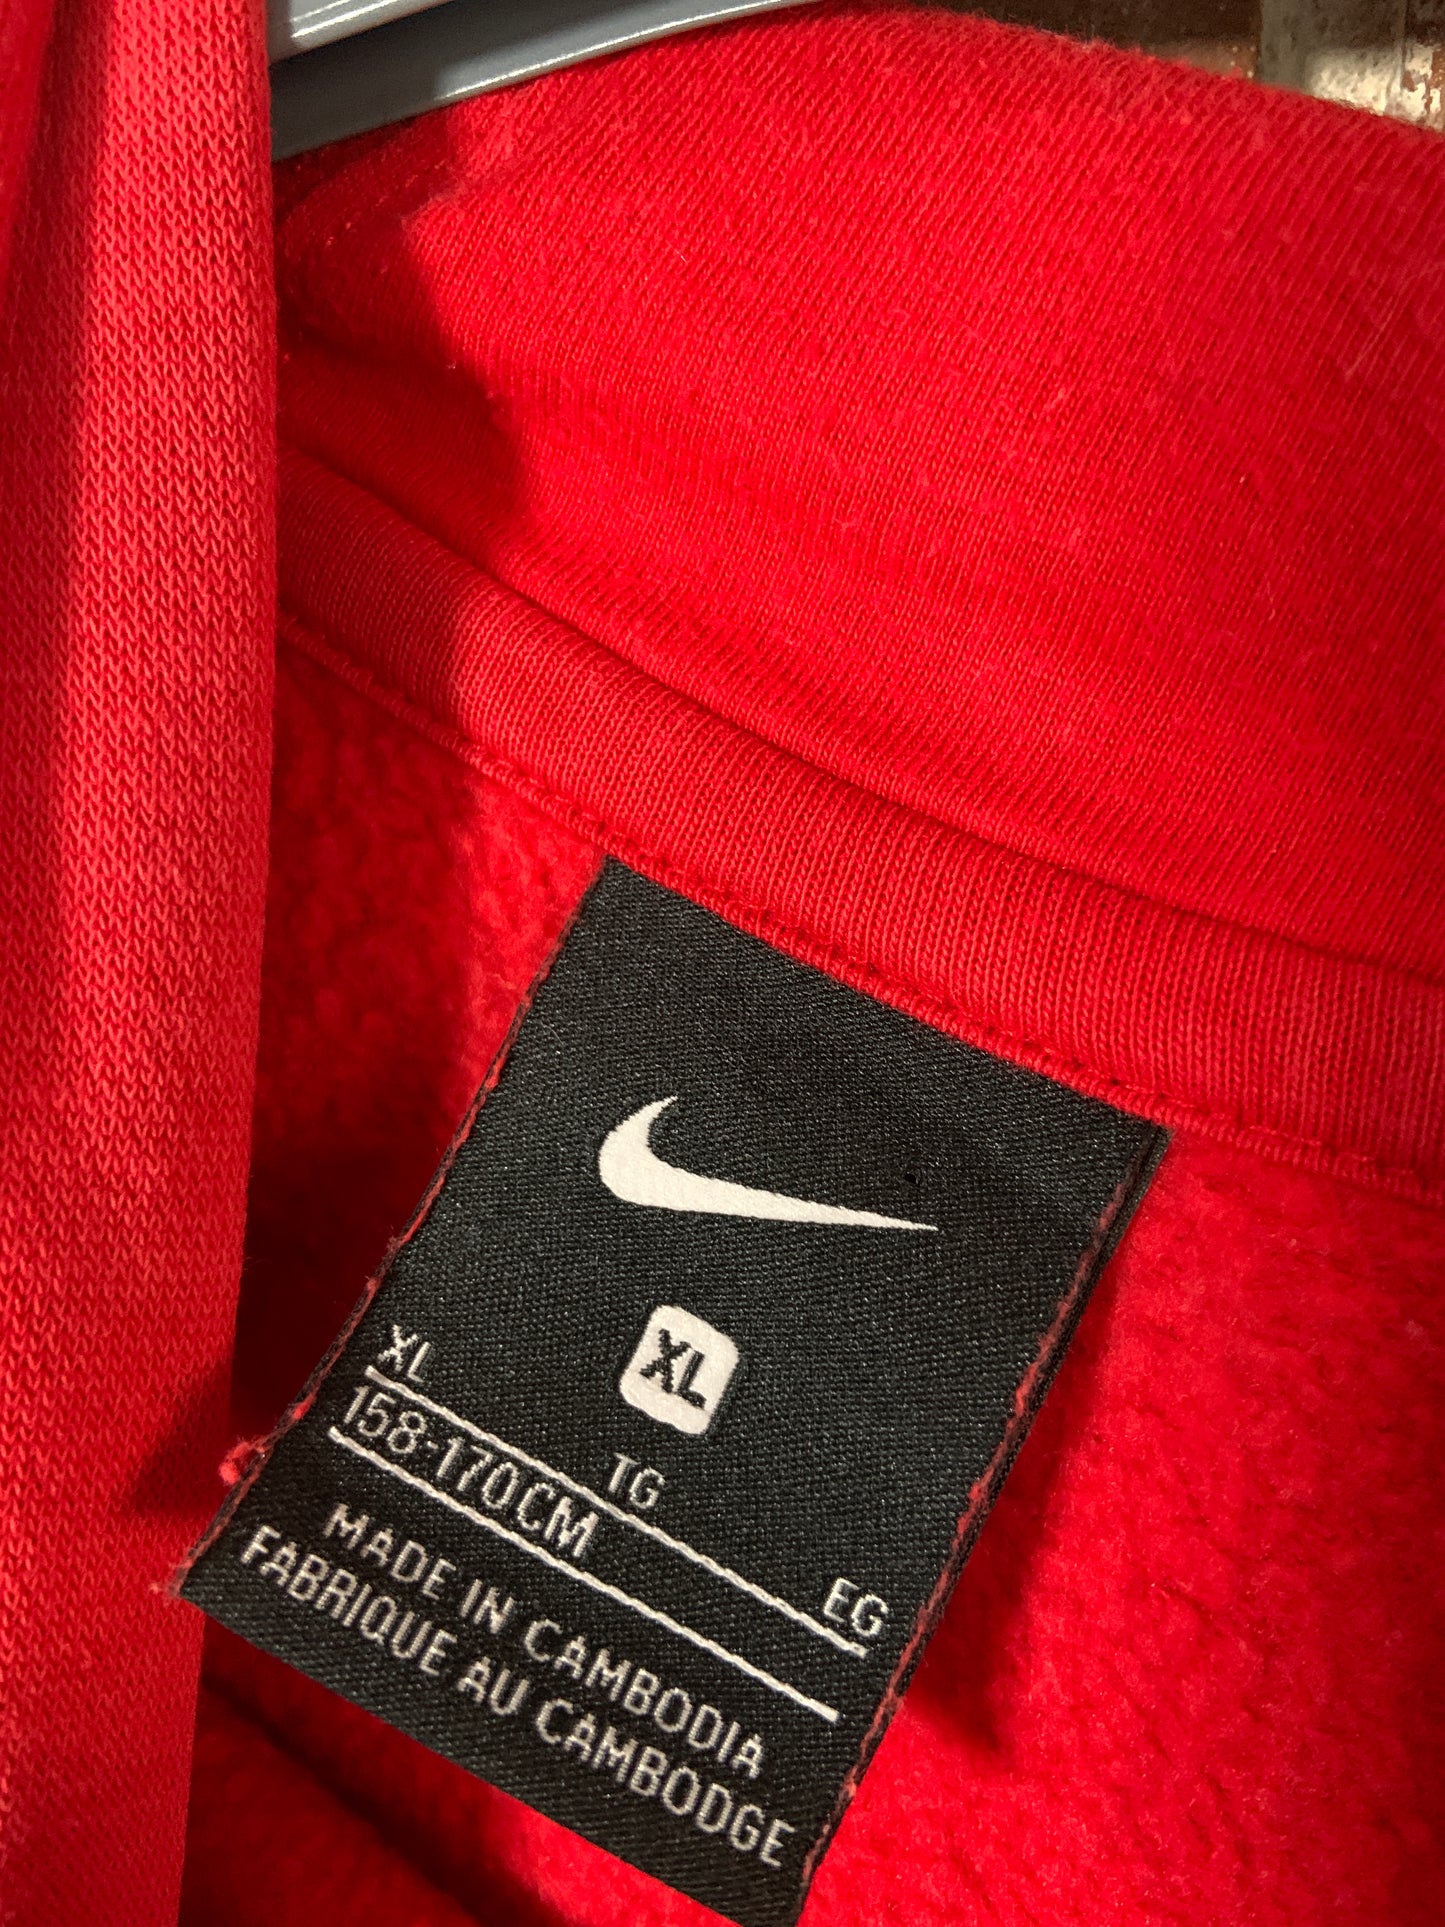 XL
XL TG EG
158-170CM
MADE IN CAMBODIA
FABRIQUE AU CAMBODGE